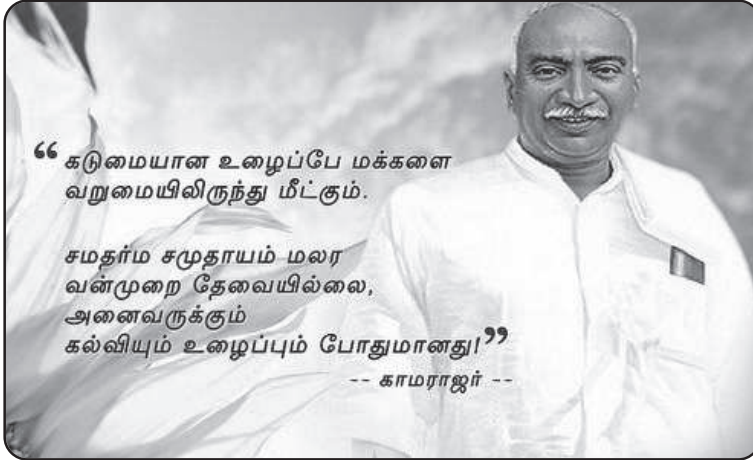 “ கடுமையான உழைப்பே மக்களை
வறுமையிலிருந்து மீட்கும்.
சமதர்ம சமுதாயம் மலர
வன்முறை தேவையில்லை,
அனைவருக்கும்
கல்வியும் உழைப்பும் போதுமானது! ”
-- காமராஜர் --